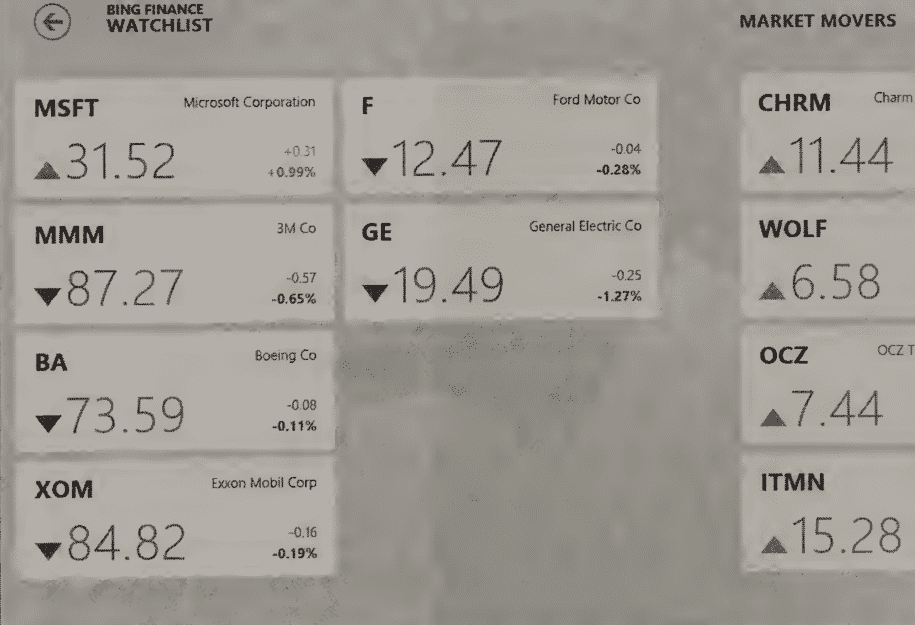 BING FINANCE
WATCHLIST
MSFT Microsoft Corporation
▲31.52 +0.31
+0.99%
MMM 3M Co
▼87.27 -0.57
-0.65%
BA Boeing Co
▼73.59 -0.08
-0.11%
XOM Exxon Mobil Corp
▼84.82 -0.16
-0.19%
F Ford Motor Co
▼12.47 -0.04
-0.28%
GE General Electric Co
▼19.49 -0.25
-1.27%
MARKET MOVERS
CHRM Charm
▲11.44
WOLF
▲6.58
OCZ OCZ T
▲7.44
ITMN
▲15.28